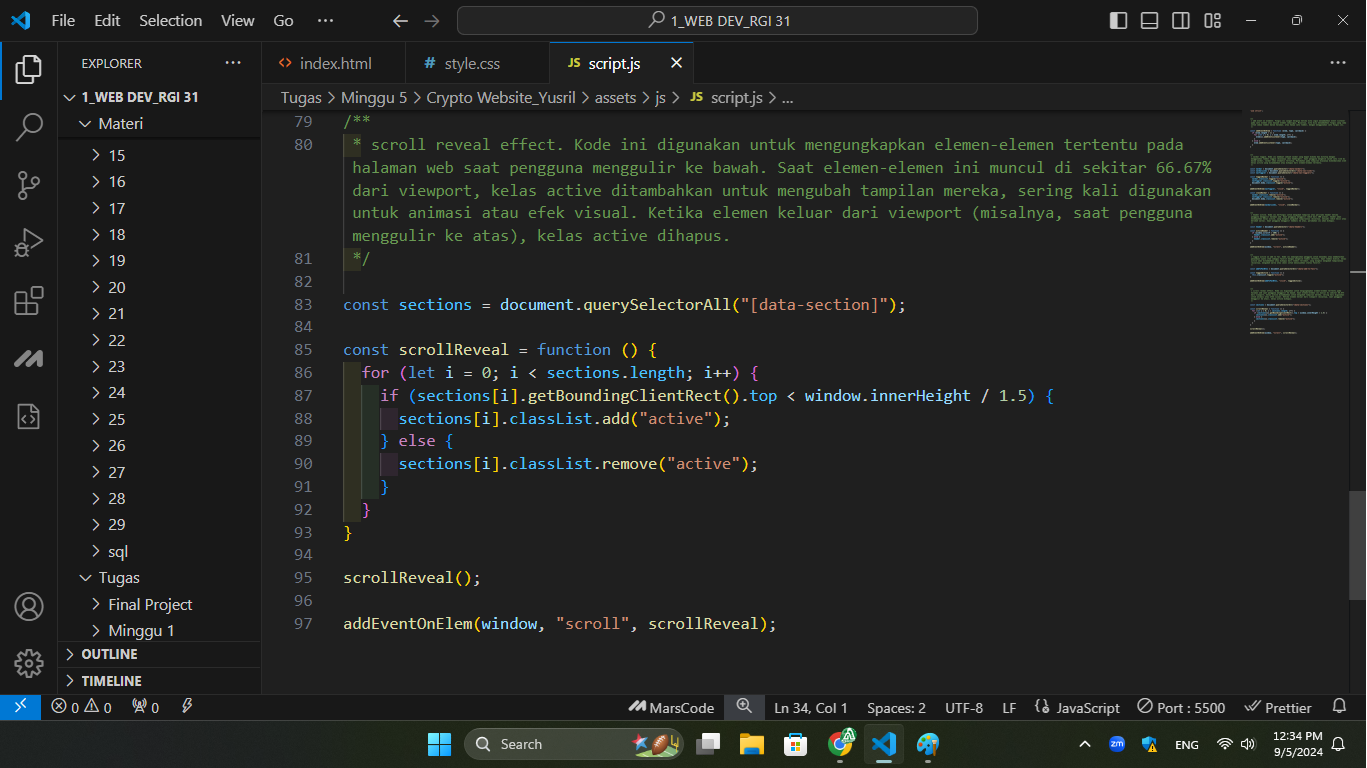 File Edit Selection View Go ···
1_WEB DEV_RGI 31
EXPLORER ···
1_WEB DEV_RGI 31
Materi
15
16
17
18
19
20
21
22
23
24
25
26
27
28
29
sql
Tugas
Final Project
Minggu 1
OUTLINE
TIMELINE
index.html
# style.css
JS script.js
···
Tugas > Minggu 5 > Crypto Website_Yusril > assets > js > JS script.js > ...
79 /**
80 * scroll reveal effect. Kode ini digunakan untuk mengungkapkan elemen-elemen tertentu pada
halaman web saat pengguna menggulir ke bawah. Saat elemen-elemen ini muncul di sekitar 66.67%
dari viewport, kelas active ditambahkan untuk mengubah tampilan mereka, sering kali digunakan
untuk animasi atau efek visual. Ketika elemen keluar dari viewport (misalnya, saat pengguna
menggulir ke atas), kelas active dihapus.
81 */
82
83 const sections = document.querySelectorAll("[data-section]");
84
85 const scrollReveal = function () {
86 for (let i = 0; i < sections.length; i++) {
87 if (sections[i].getBoundingClientRect().top < window.innerHeight / 1.5) {
88 sections[i].classList.add("active");
89 } else {
90 sections[i].classList.remove("active");
91 }
92 }
93 }
94
95 scrollReveal();
96
97 addEventOnElem(window, "scroll", scrollReveal);
0 0 0
MarsCode
Ln 34, Col 1
Spaces: 2
UTF-8
LF
{} JavaScript
Port : 5500
Prettier
Search
zm
ENG
12:34 PM
9/5/2024